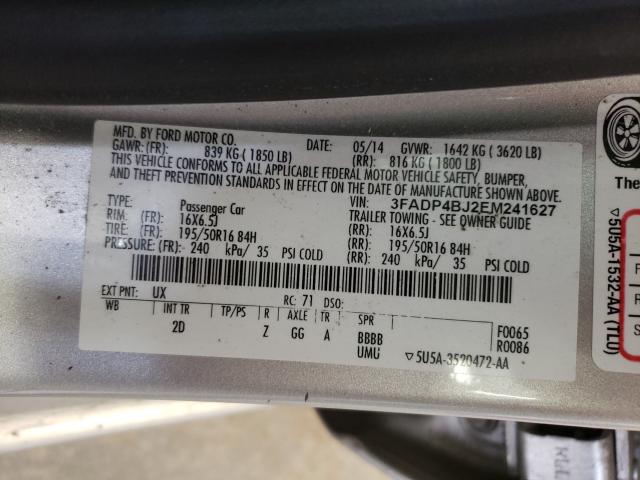 MFD. BY FORD MOTOR CO. DATE: 05/14 GVWR: 1642 KG ( 3620 LB)
GAWR:(FR): 839 KG ( 1850 LB) (RR): 816 KG ( 1800 LB)
THIS VEHICLE CONFORMS TO ALL APPLICABLE FEDERAL MOTOR VEHICLE SAFETY, BUMPER,
AND THEFT PREVENTION STANDARDS IN EFFECT ON THE DATE OF MANUFACTURE SHOWN ABOVE.
VIN: 3FADP4BJ2EM241627
TYPE: Passenger Car TRAILER TOWING - SEE OWNER GUIDE
RIM: (FR): 16X6.5J (RR): 16X6.5J
TIRE: (FR): 195/50R16 84H (RR): 195/50R16 84H
PRESSURE: (FR): 240 kPa/ 35 PSI COLD (RR): 240 kPa/ 35 PSI COLD
EXT PNT: UX RC: 71 DSO:
WB INT TR TP/PS R AXLE TR SPR F0065
2D Z GG A BBBB R0086
UMU ▽5U5A-3520472-AA
The
▽5U5A-1532-AA (TLU)
F
R
S